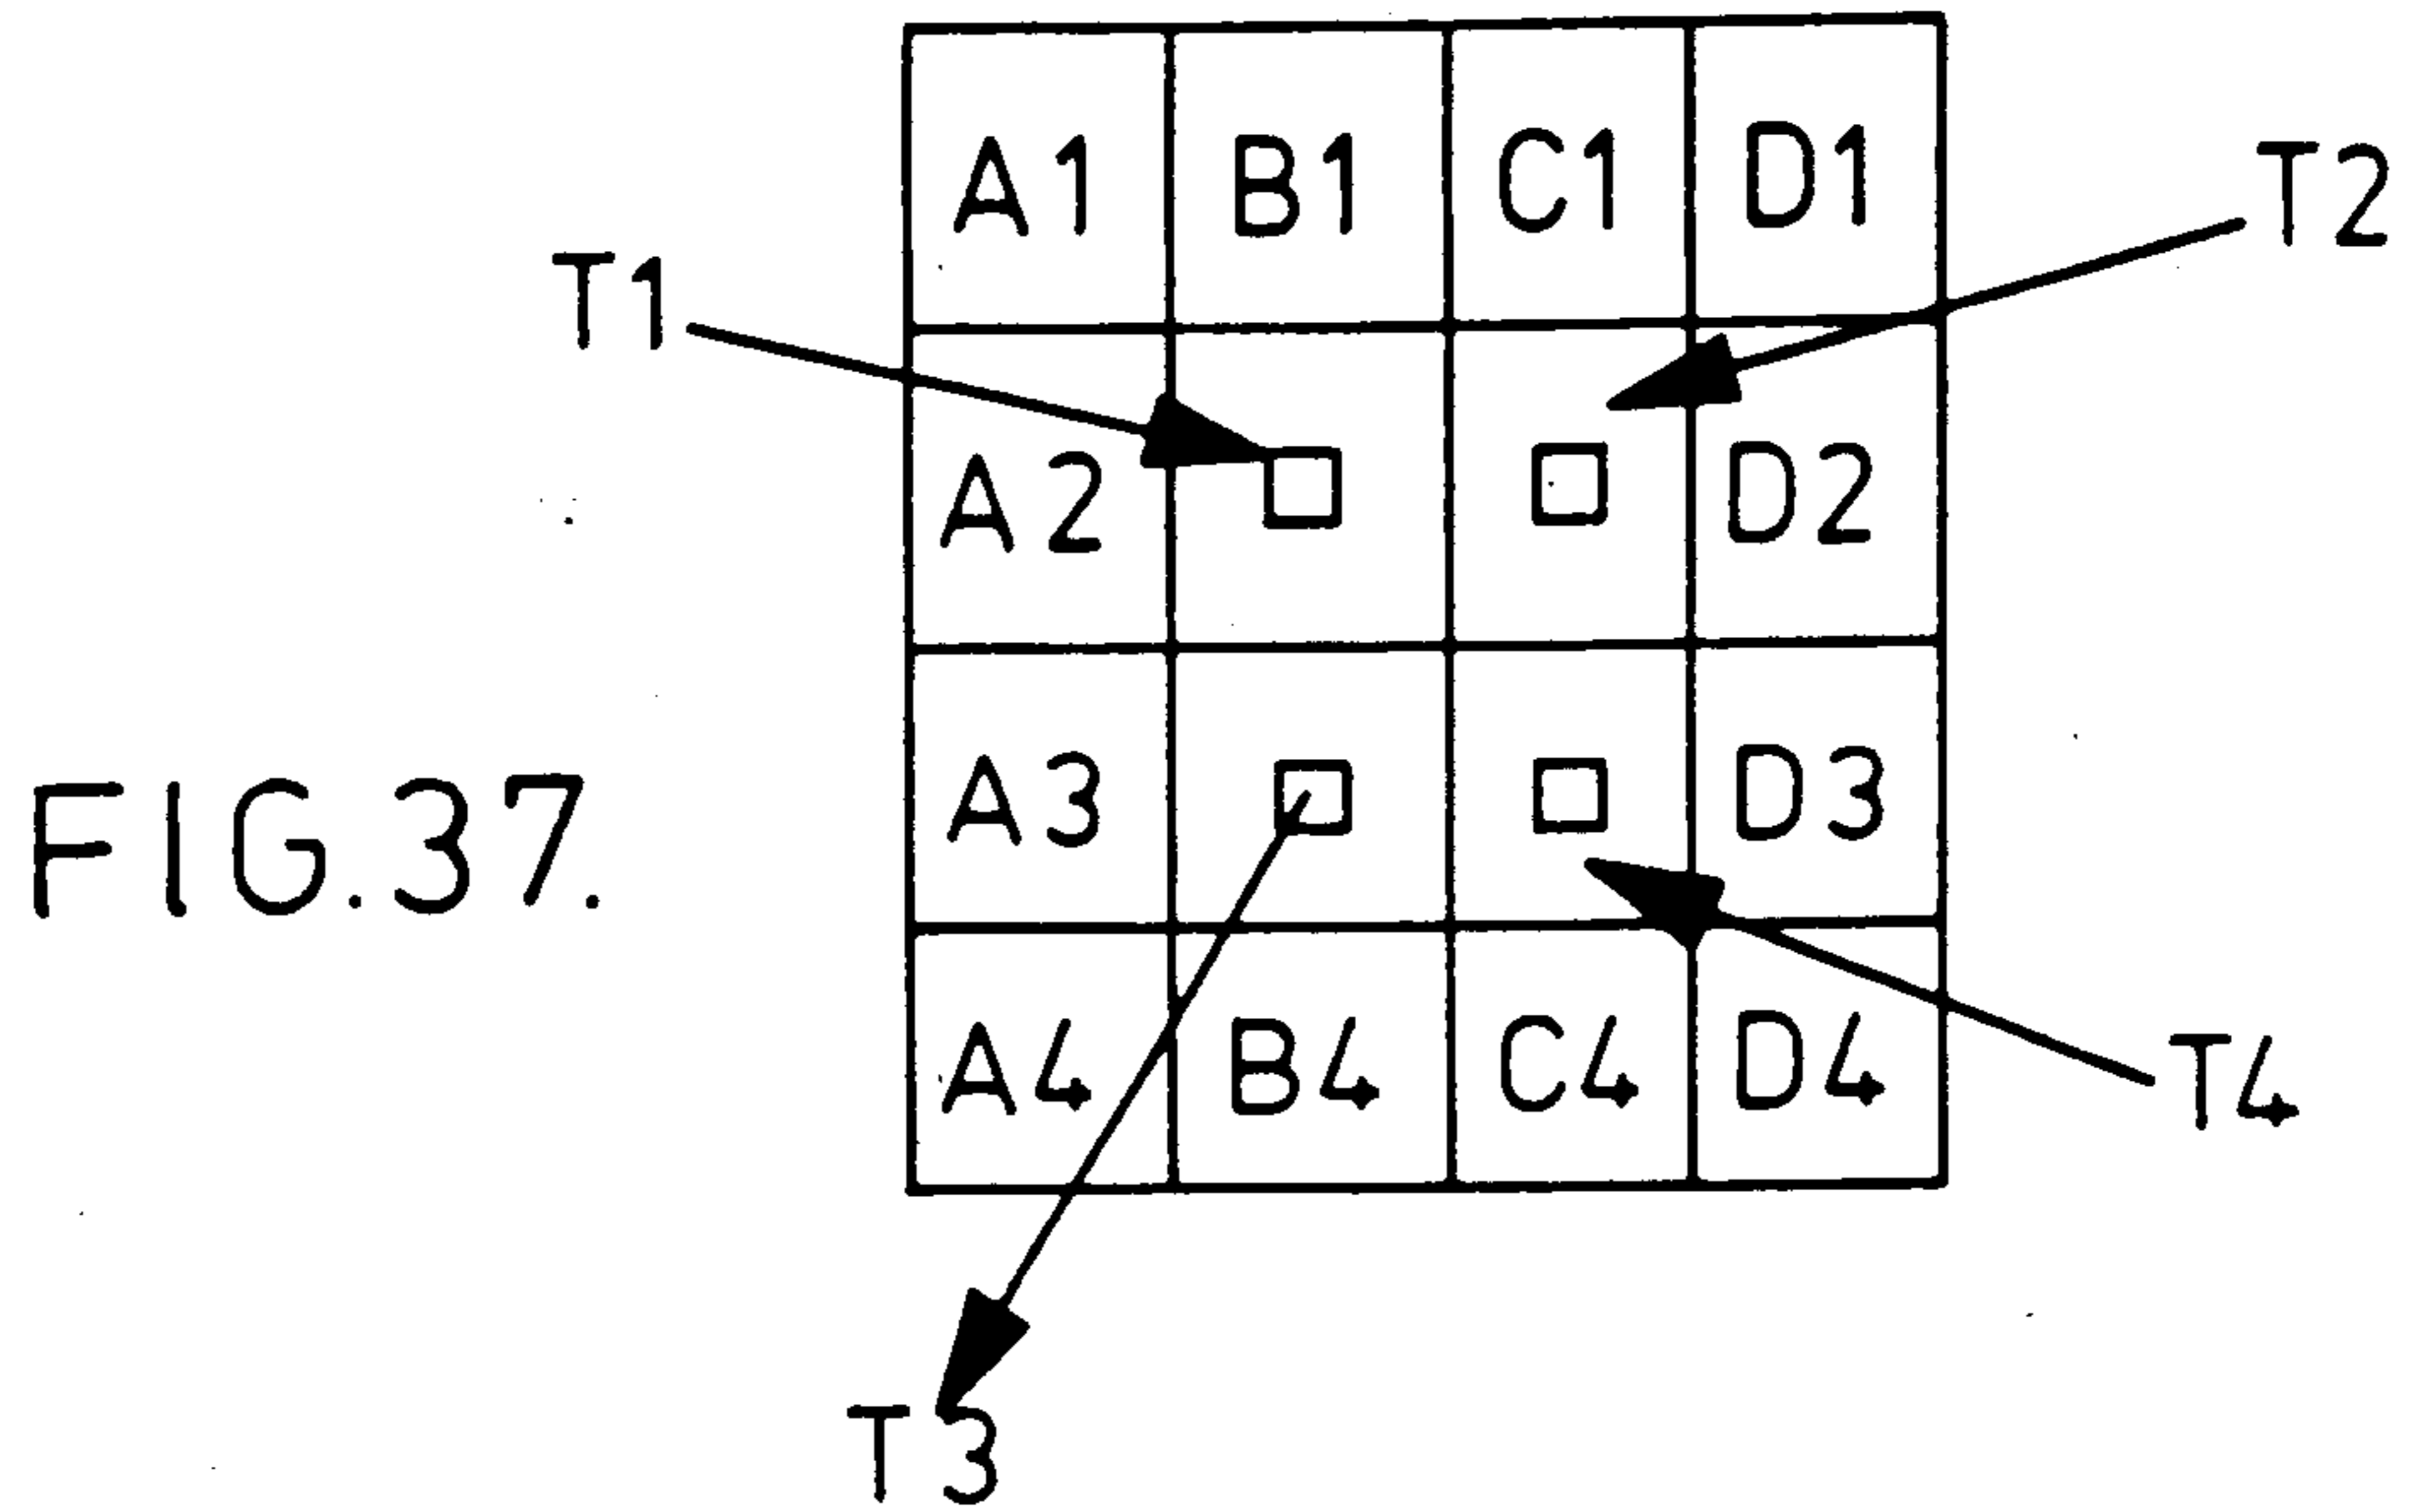 A1 B1 C1 D1
T2
T1
A2 D2
A3 D3
FIG.37.
A4 B4 C4 D4
T4
T3